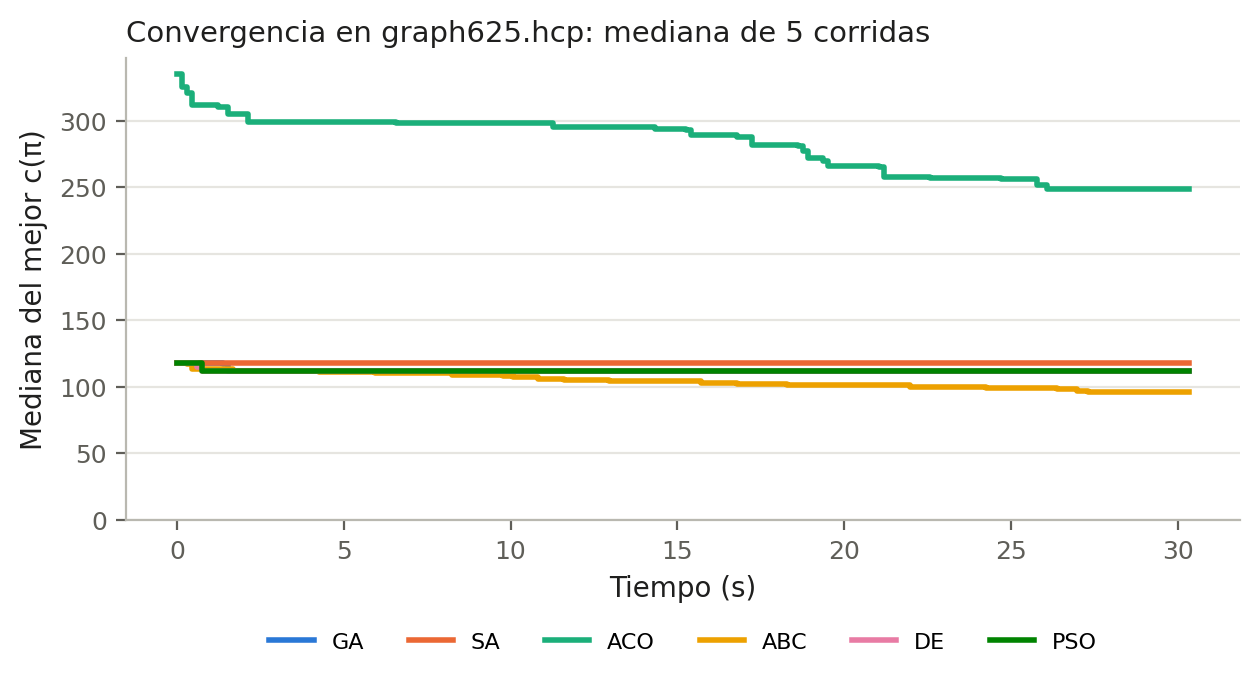 Convergencia en graph625.hcp: mediana de 5 corridas
Mediana del mejor c(π)
300
250
200
150
100
50
0
0 5 10 15 20 25 30
Tiempo (s)
GA SA ACO ABC DE PSO